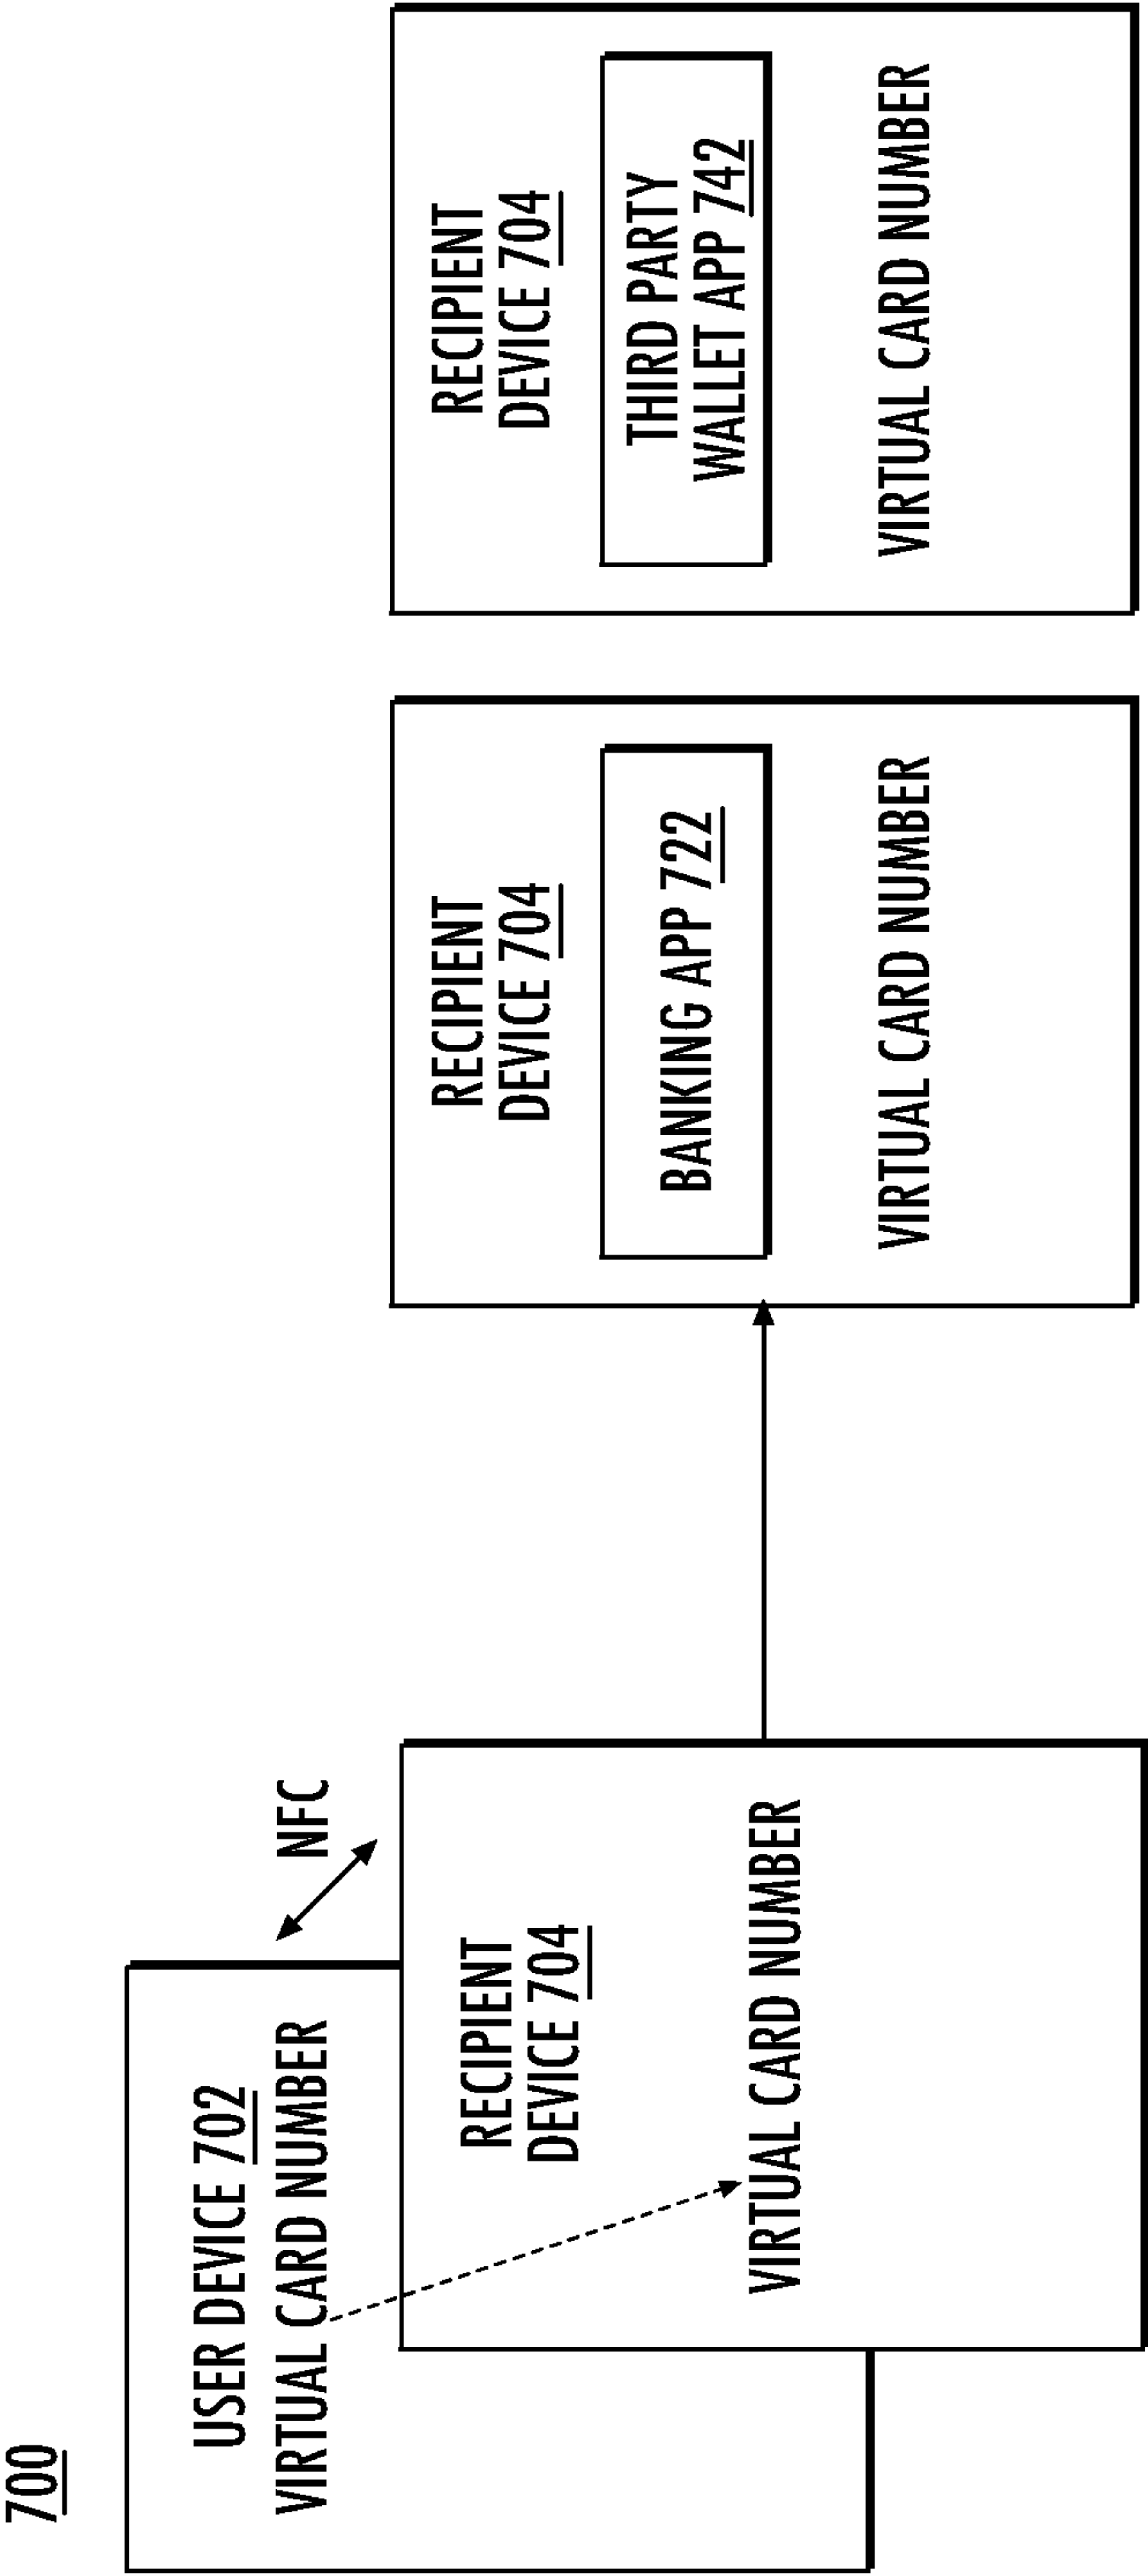 700
USER DEVICE 702
VIRTUAL CARD NUMBER
NFC
RECIPIENT
DEVICE 704
VIRTUAL CARD NUMBER
RECIPIENT
DEVICE 704
BANKING APP 722
VIRTUAL CARD NUMBER
RECIPIENT
DEVICE 704
THIRD PARTY
WALLET APP 742
VIRTUAL CARD NUMBER